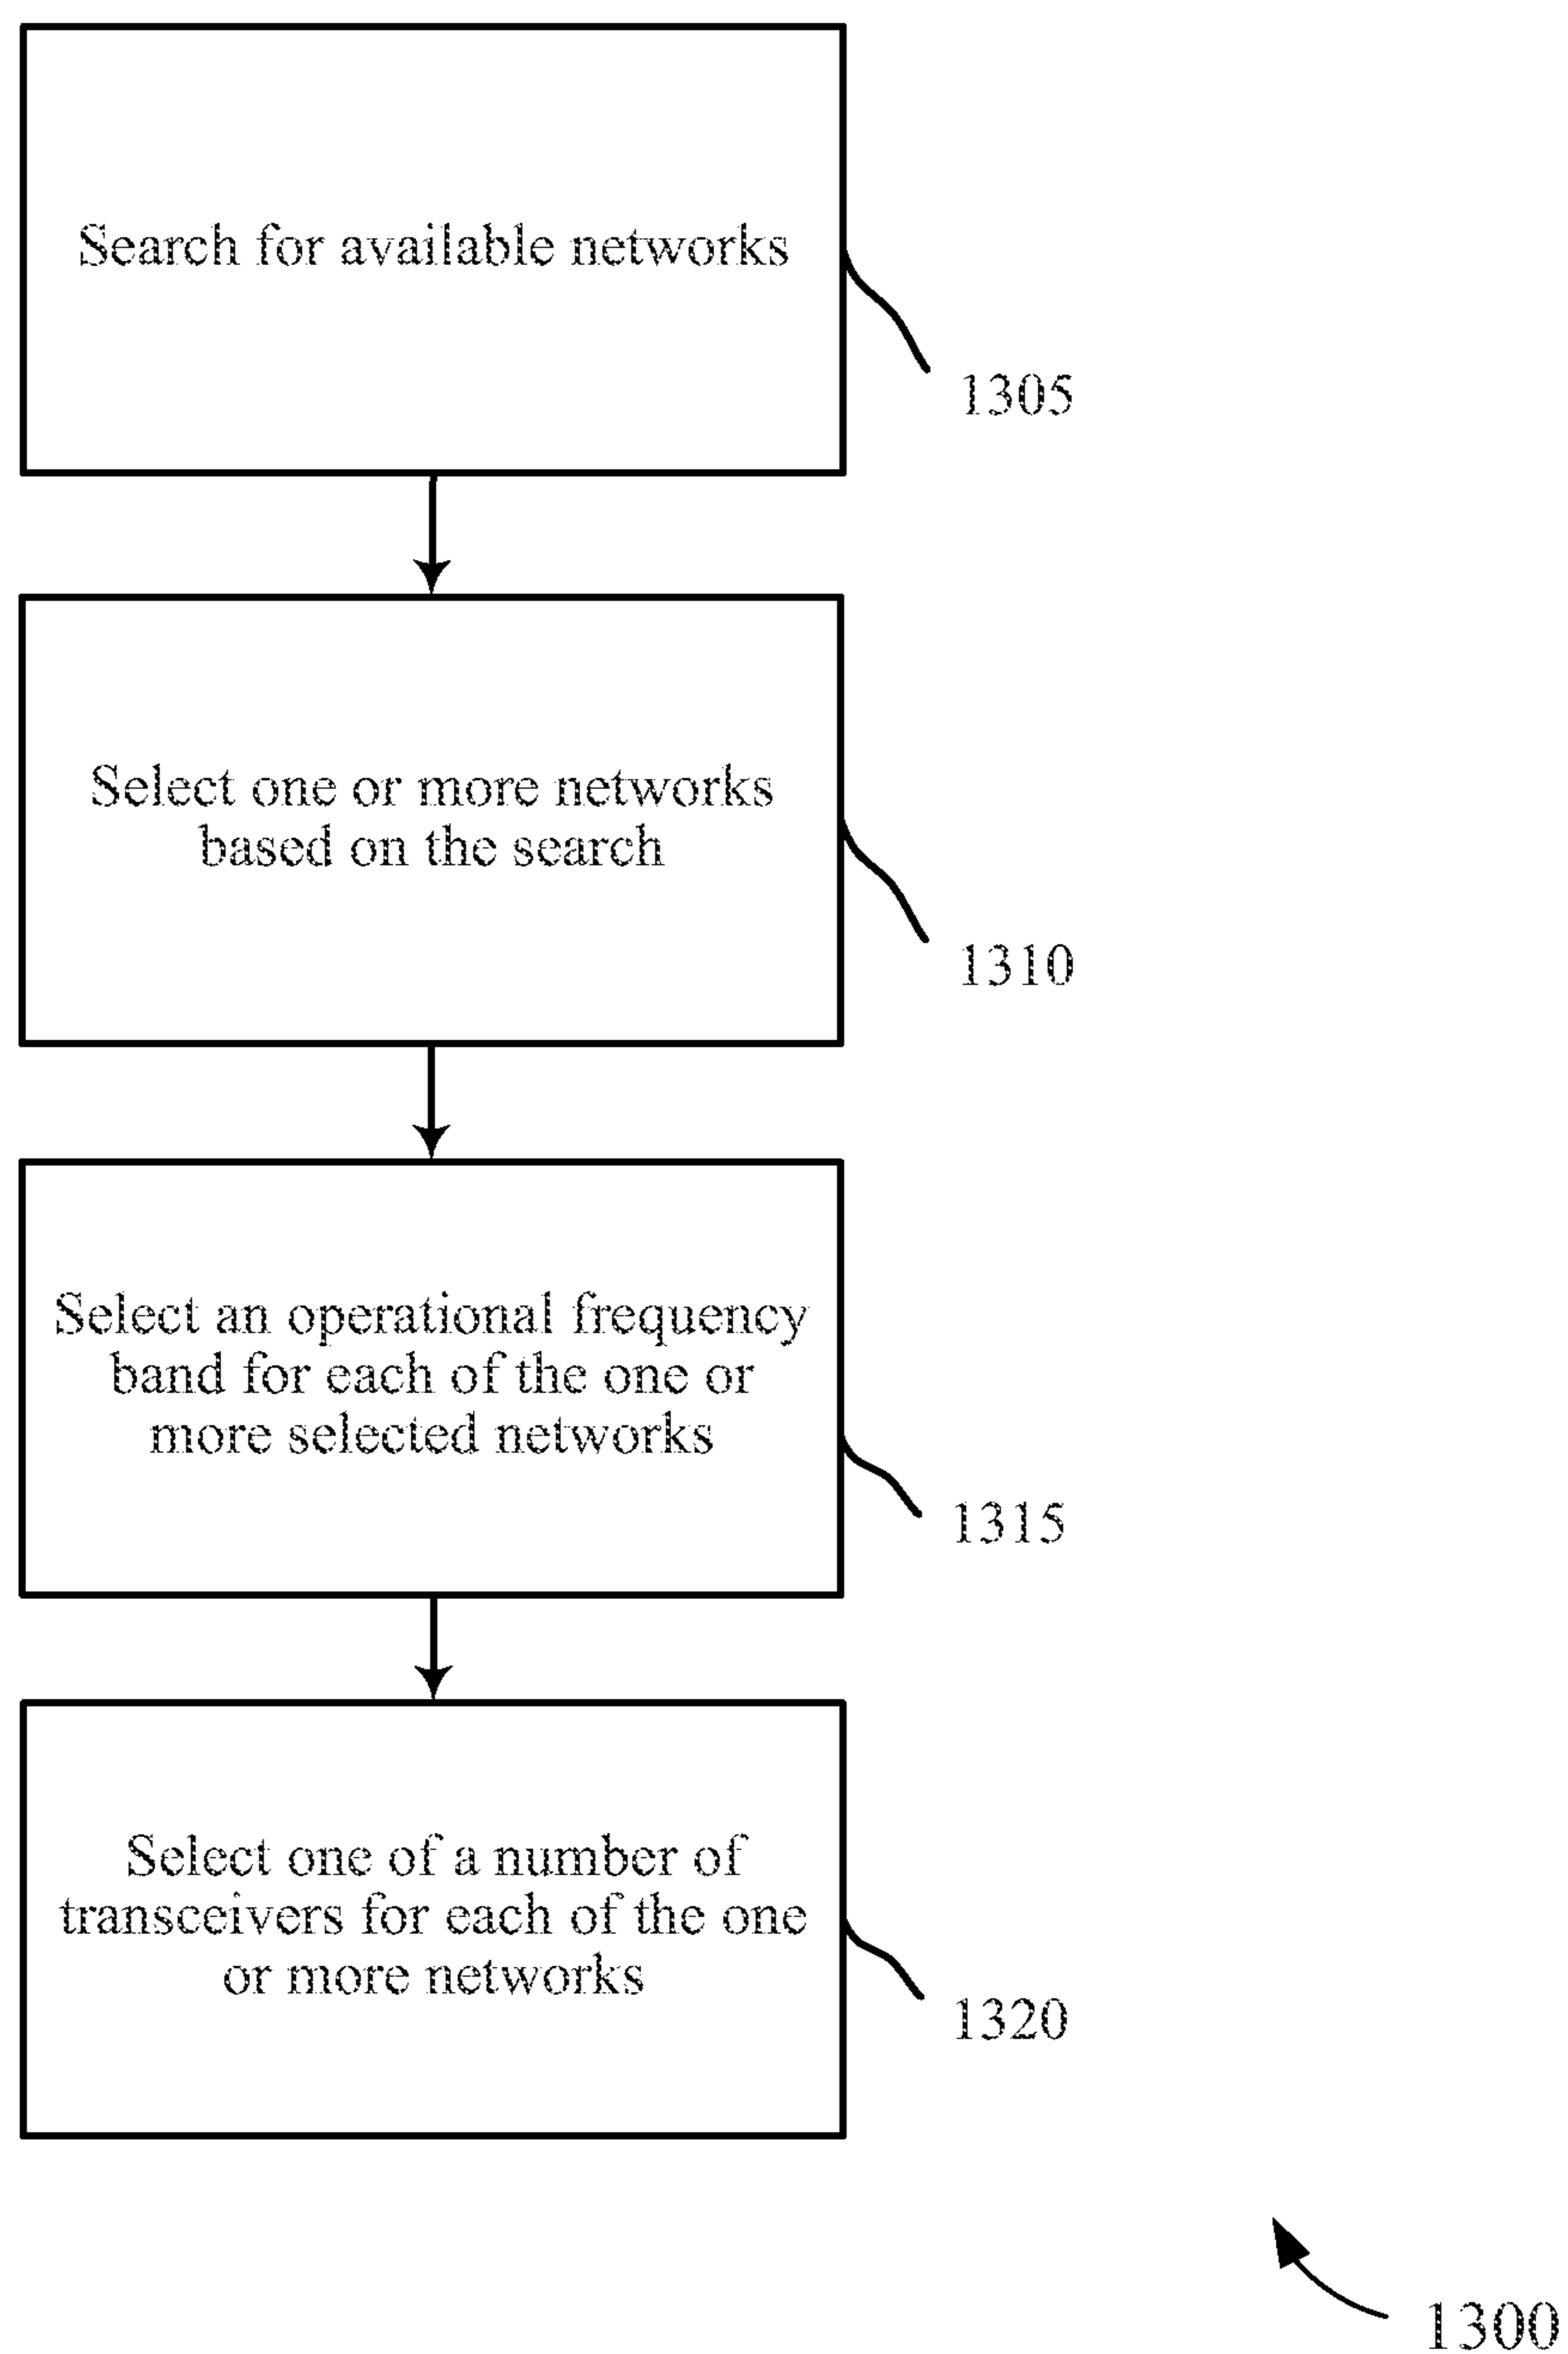 Search for available networks
1305
Select one or more networks
based on the search
1310
Select an operational frequency
band for each of the one or
more selected networks
1315
Select one of a number of
transceivers for each of the one
or more networks
1320
1300